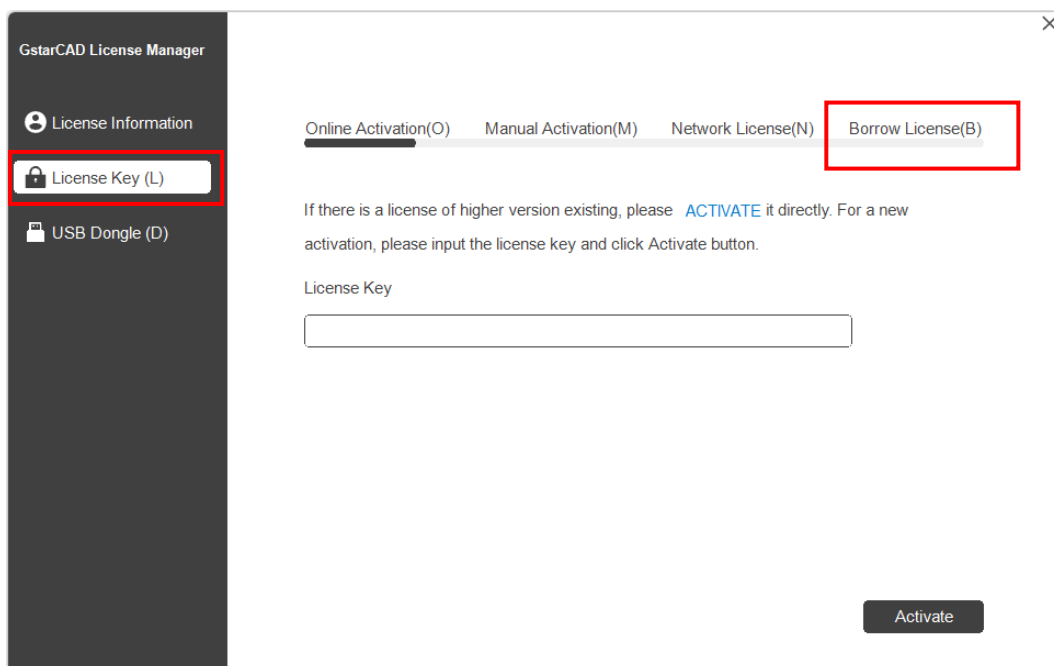 GstarCAD License Manager
License Information
License Key (L)
USB Dongle (D)
Online Activation(O) Manual Activation(M) Network License(N) Borrow License(B)
If there is a license of higher version existing, please ACTIVATE it directly. For a new
activation, please input the license key and click Activate button.
License Key
Activate